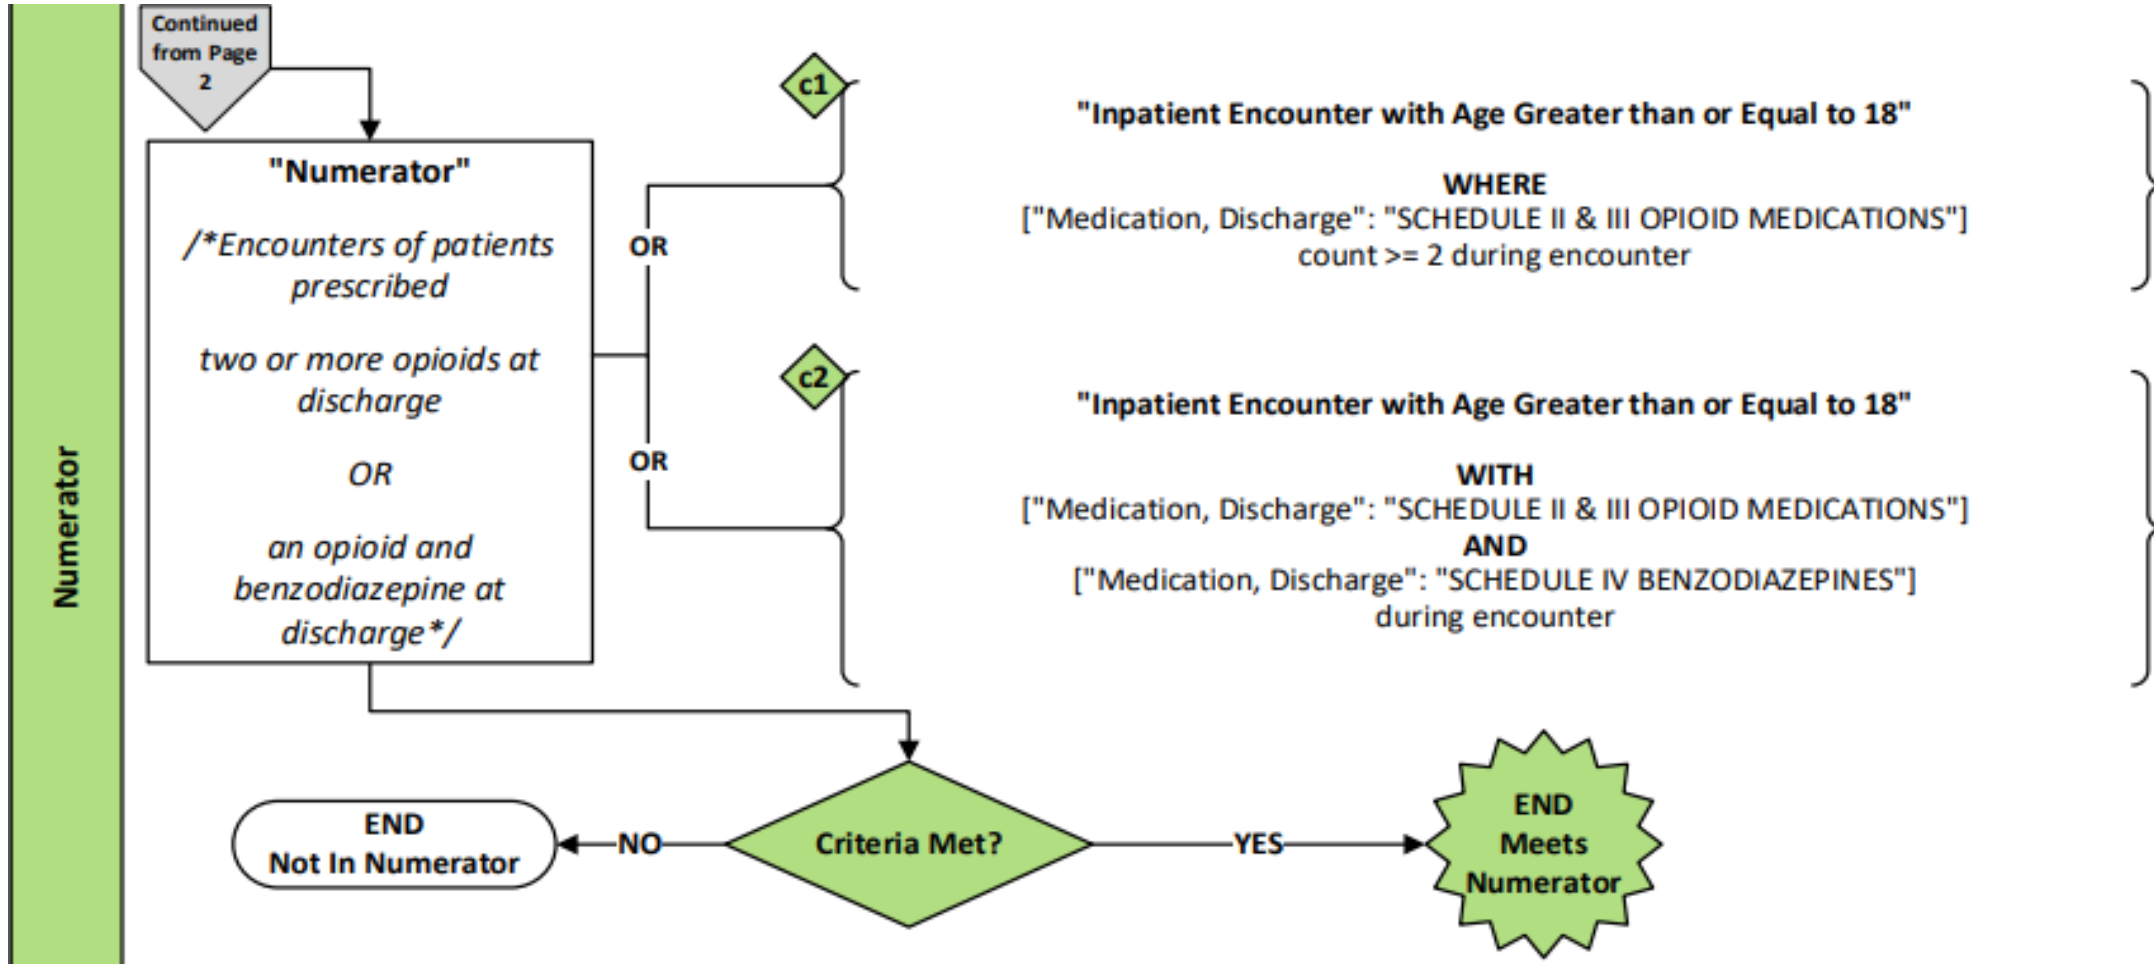 Numerator
Continued
from Page
2
"Numerator"
/*Encounters of patients
prescribed
two or more opioids at
discharge
OR
an opioid and
benzodiazepine at
discharge*/
OR
OR
c1
"Inpatient Encounter with Age Greater than or Equal to 18"
WHERE
["Medication, Discharge": "SCHEDULE II & III OPIOID MEDICATIONS"]
count >= 2 during encounter
c2
"Inpatient Encounter with Age Greater than or Equal to 18"
WITH
["Medication, Discharge": "SCHEDULE II & III OPIOID MEDICATIONS"]
AND
["Medication, Discharge": "SCHEDULE IV BENZODIAZEPINES"]
during encounter
Criteria Met?
NO
END
Not In Numerator
YES
END
Meets
Numerator